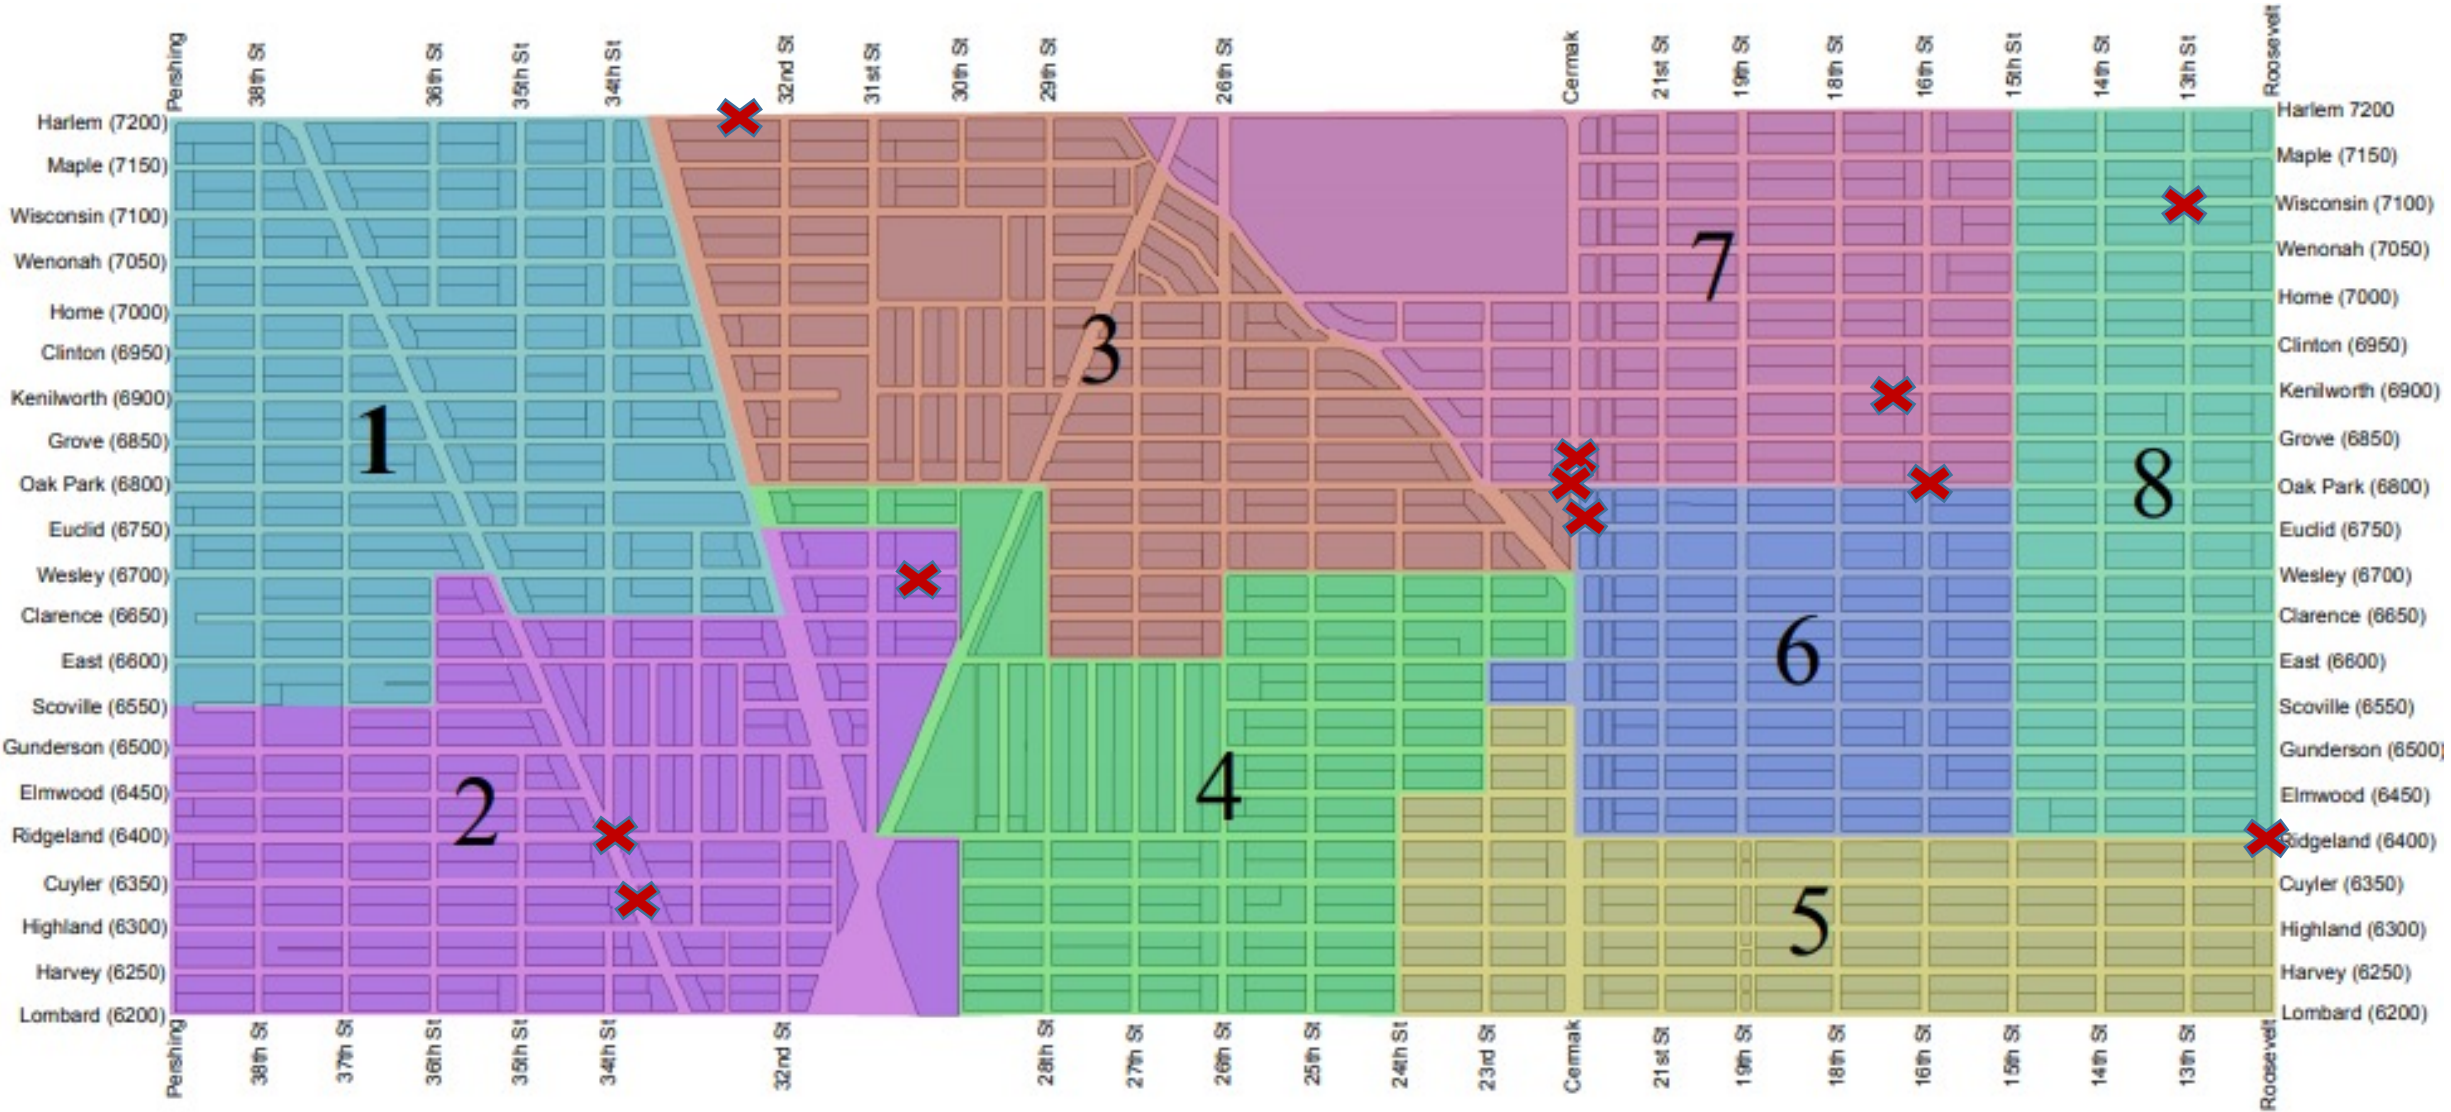 Pershing
38th St
36th St
35th St
34th St
32nd St
31st St
30th St
29th St
26th St
Cermak
21st St
19th St
18th St
16th St
15th St
14th St
13th St
Roosevelt
Harlem (7200)
Maple (7150)
Wisconsin (7100)
Wenonah (7050)
Home (7000)
Clinton (6950)
Kenilworth (6900)
Grove (6850)
Oak Park (6800)
Euclid (6750)
Wesley (6700)
Clarence (6650)
East (6600)
Scoville (6550)
Gunderson (6500)
Elmwood (6450)
Ridgeland (6400)
Cuyler (6350)
Highland (6300)
Harvey (6250)
Lombard (6200)
1
2
3
4
5
6
7
8
Harlem 7200
Maple (7150)
Wisconsin (7100)
Wenonah (7050)
Home (7000)
Clinton (6950)
Kenilworth (6900)
Grove (6850)
Oak Park (6800)
Euclid (6750)
Wesley (6700)
Clarence (6650)
East (6600)
Scoville (6550)
Gunderson (6500)
Elmwood (6450)
Ridgeland (6400)
Cuyler (6350)
Highland (6300)
Harvey (6250)
Lombard (6200)
Pershing
38th St
37th St
36th St
35th St
34th St
32nd St
28th St
27th St
26th St
25th St
24th St
23rd St
Cermak
21st St
19th St
18th St
16th St
15th St
14th St
13th St
Roosevelt